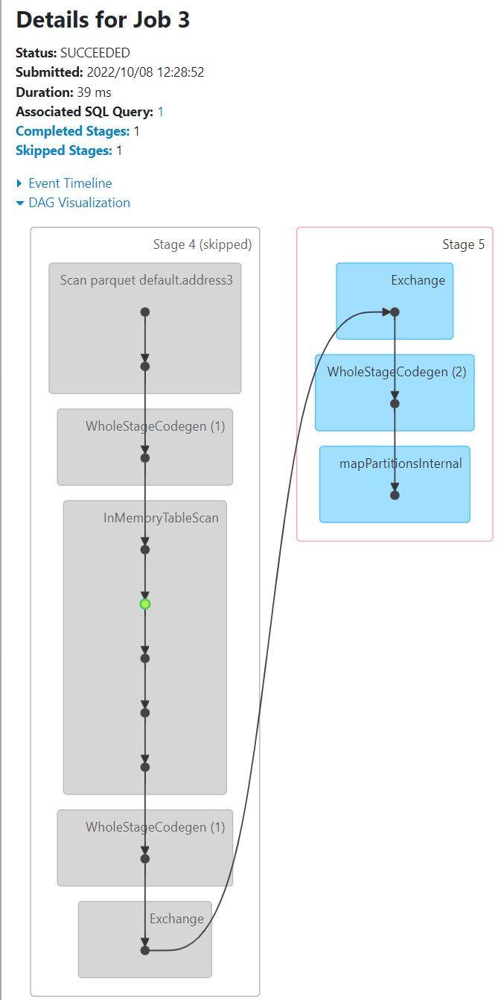 Details for Job 3
Status: SUCCEEDED
Submitted: 2022/10/08 12:28:52
Duration: 39 ms
Associated SQL Query: 1
Completed Stages: 1
Skipped Stages: 1
Event Timeline
DAG Visualization
Stage 4 (skipped)
Scan parquet default.address3
WholeStageCodegen (1)
InMemoryTableScan
WholeStageCodegen (1)
Exchange
Stage 5
Exchange
WholeStageCodegen (2)
mapPartitionsInternal